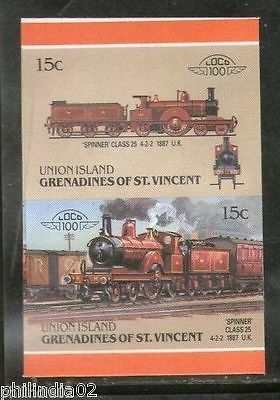 15c
LOCO
100
'SPINNER' CLASS 25 4-2-2 1887 U.K.
UNION ISLAND
GRENADINES OF ST. VINCENT
LOCO
100
15c
UNION ISLAND
GRENADINES OF ST. VINCENT
'SPINNER'
CLASS 25
4-2-2 1887 U.K.
philindia02